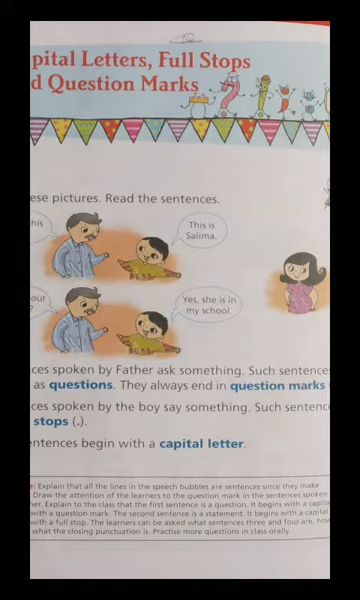 pital Letters, Full Stops
d Question Marks
ese pictures. Read the sentences.
his
This is
Salima.
our
?
Yes, she is in
my school.
ces spoken by Father ask something. Such sentences
as questions. They always end in question marks
ces spoken by the boy say something. Such sentenc
stops (.).
entences begin with a capital letter.
e: Explain that all the lines in the speech bubbles are sentences since they make
Draw the attention of the learners to the question mark in the sentences spoken
her. Explain to the class that the first sentence is a question. It begins with a capita
with a question mark. The second sentence is a statement. It begins with a capital
with a full stop. The learners can be asked what sentences three and four are, how
what the closing punctuation is. Practise more questions in class orally.